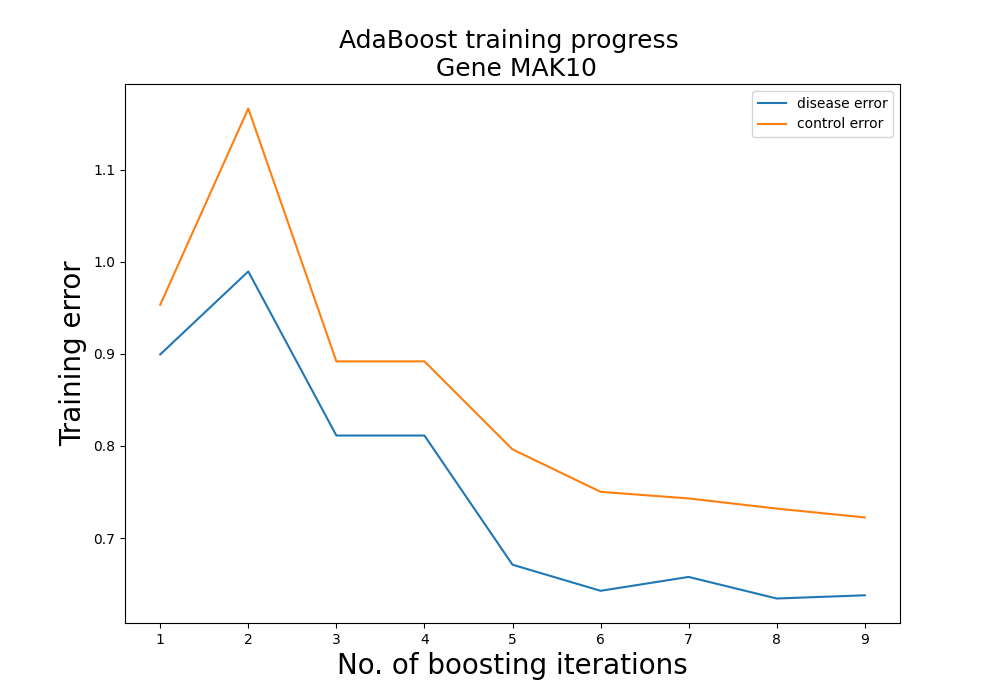 AdaBoost training progress
Gene MAK10
disease error
control error
Training error
1.1
1.0
0.9
0.8
0.7
1 2 3 4 5 6 7 8 9
No. of boosting iterations